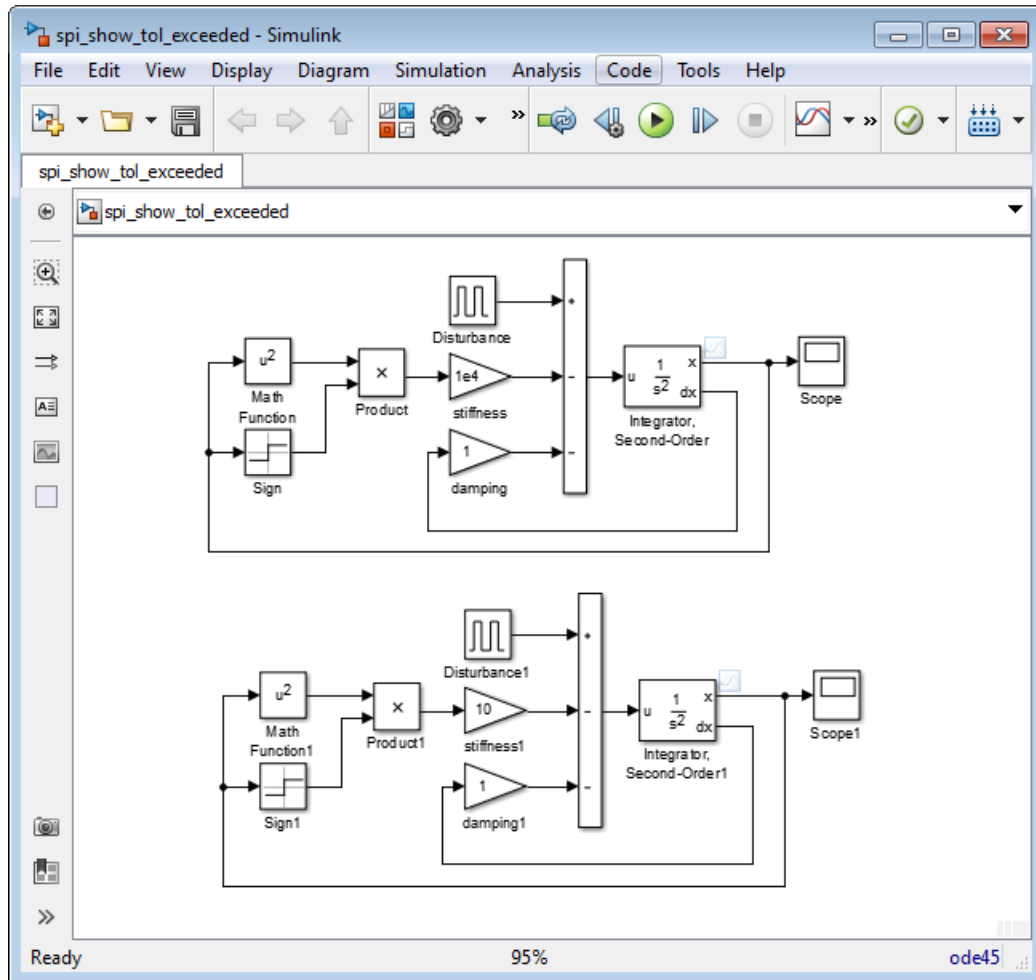 spi_show_tol_exceeded - Simulink
File Edit View Display Diagram Simulation Analysis Code Tools Help
spi_show_tol_exceeded
spi_show_tol_exceeded
Disturbance
+
u²
Math
Function
×
Product
1e4
stiffness
-
u
1
s²
x
dx
Integrator,
Second-Order
Scope
Sign
1
damping
-
Disturbance1
+
u²
Math
Function1
×
Product1
10
stiffness1
-
u
1
s²
x
dx
Integrator,
Second-Order1
Scope1
Sign1
1
damping1
-
Ready 95% ode45